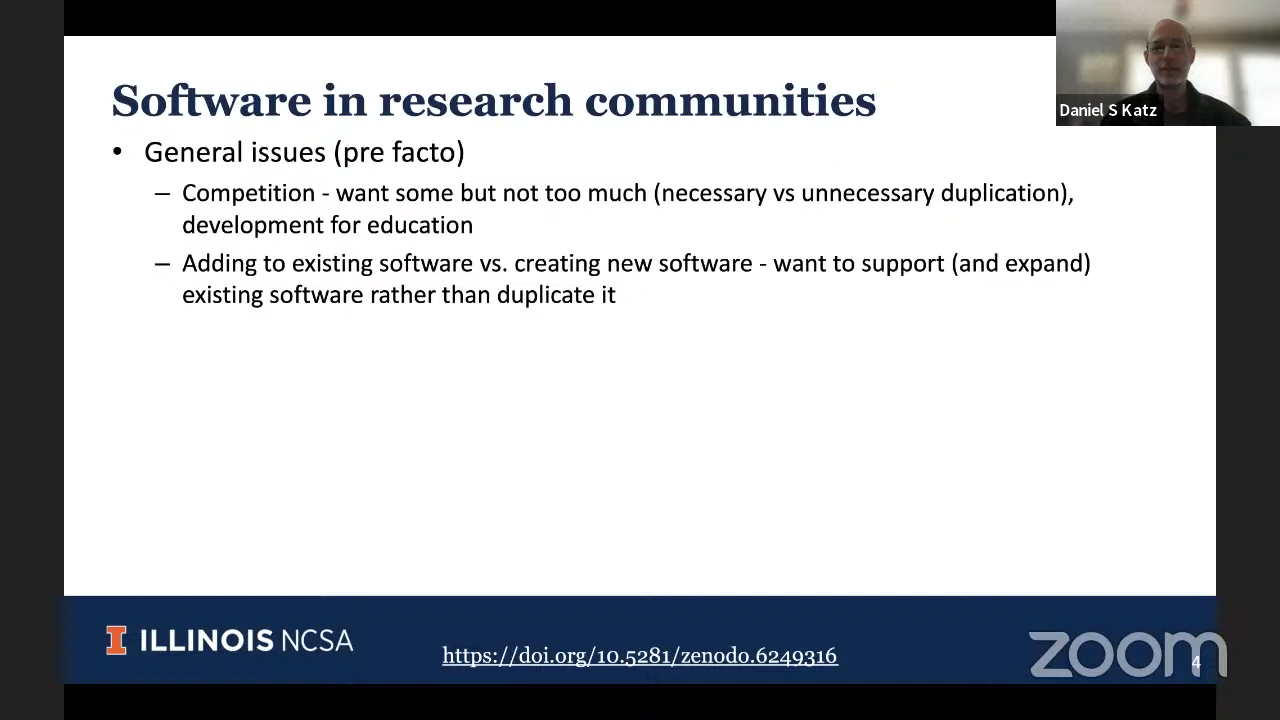 Software in research communities
Daniel S Katz
• General issues (pre facto)
– Competition - want some but not too much (necessary vs unnecessary duplication),
development for education
– Adding to existing software vs. creating new software - want to support (and expand)
existing software rather than duplicate it
I ILLINOIS NCSA
https://doi.org/10.5281/zenodo.6249316
zoom
4